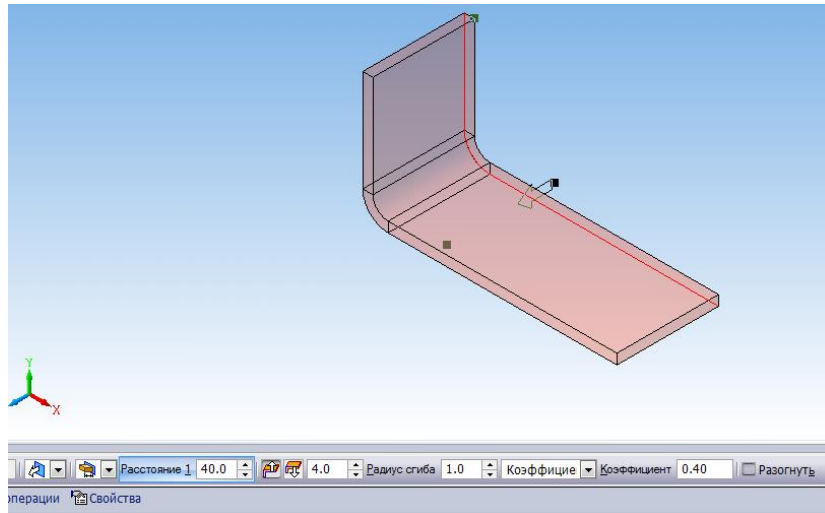 Y
X
Расстояние 1 40.0 4.0 Радиус сгиба 1.0 Коэффицие Коэффициент 0.40 Разогнуть
операции Свойства